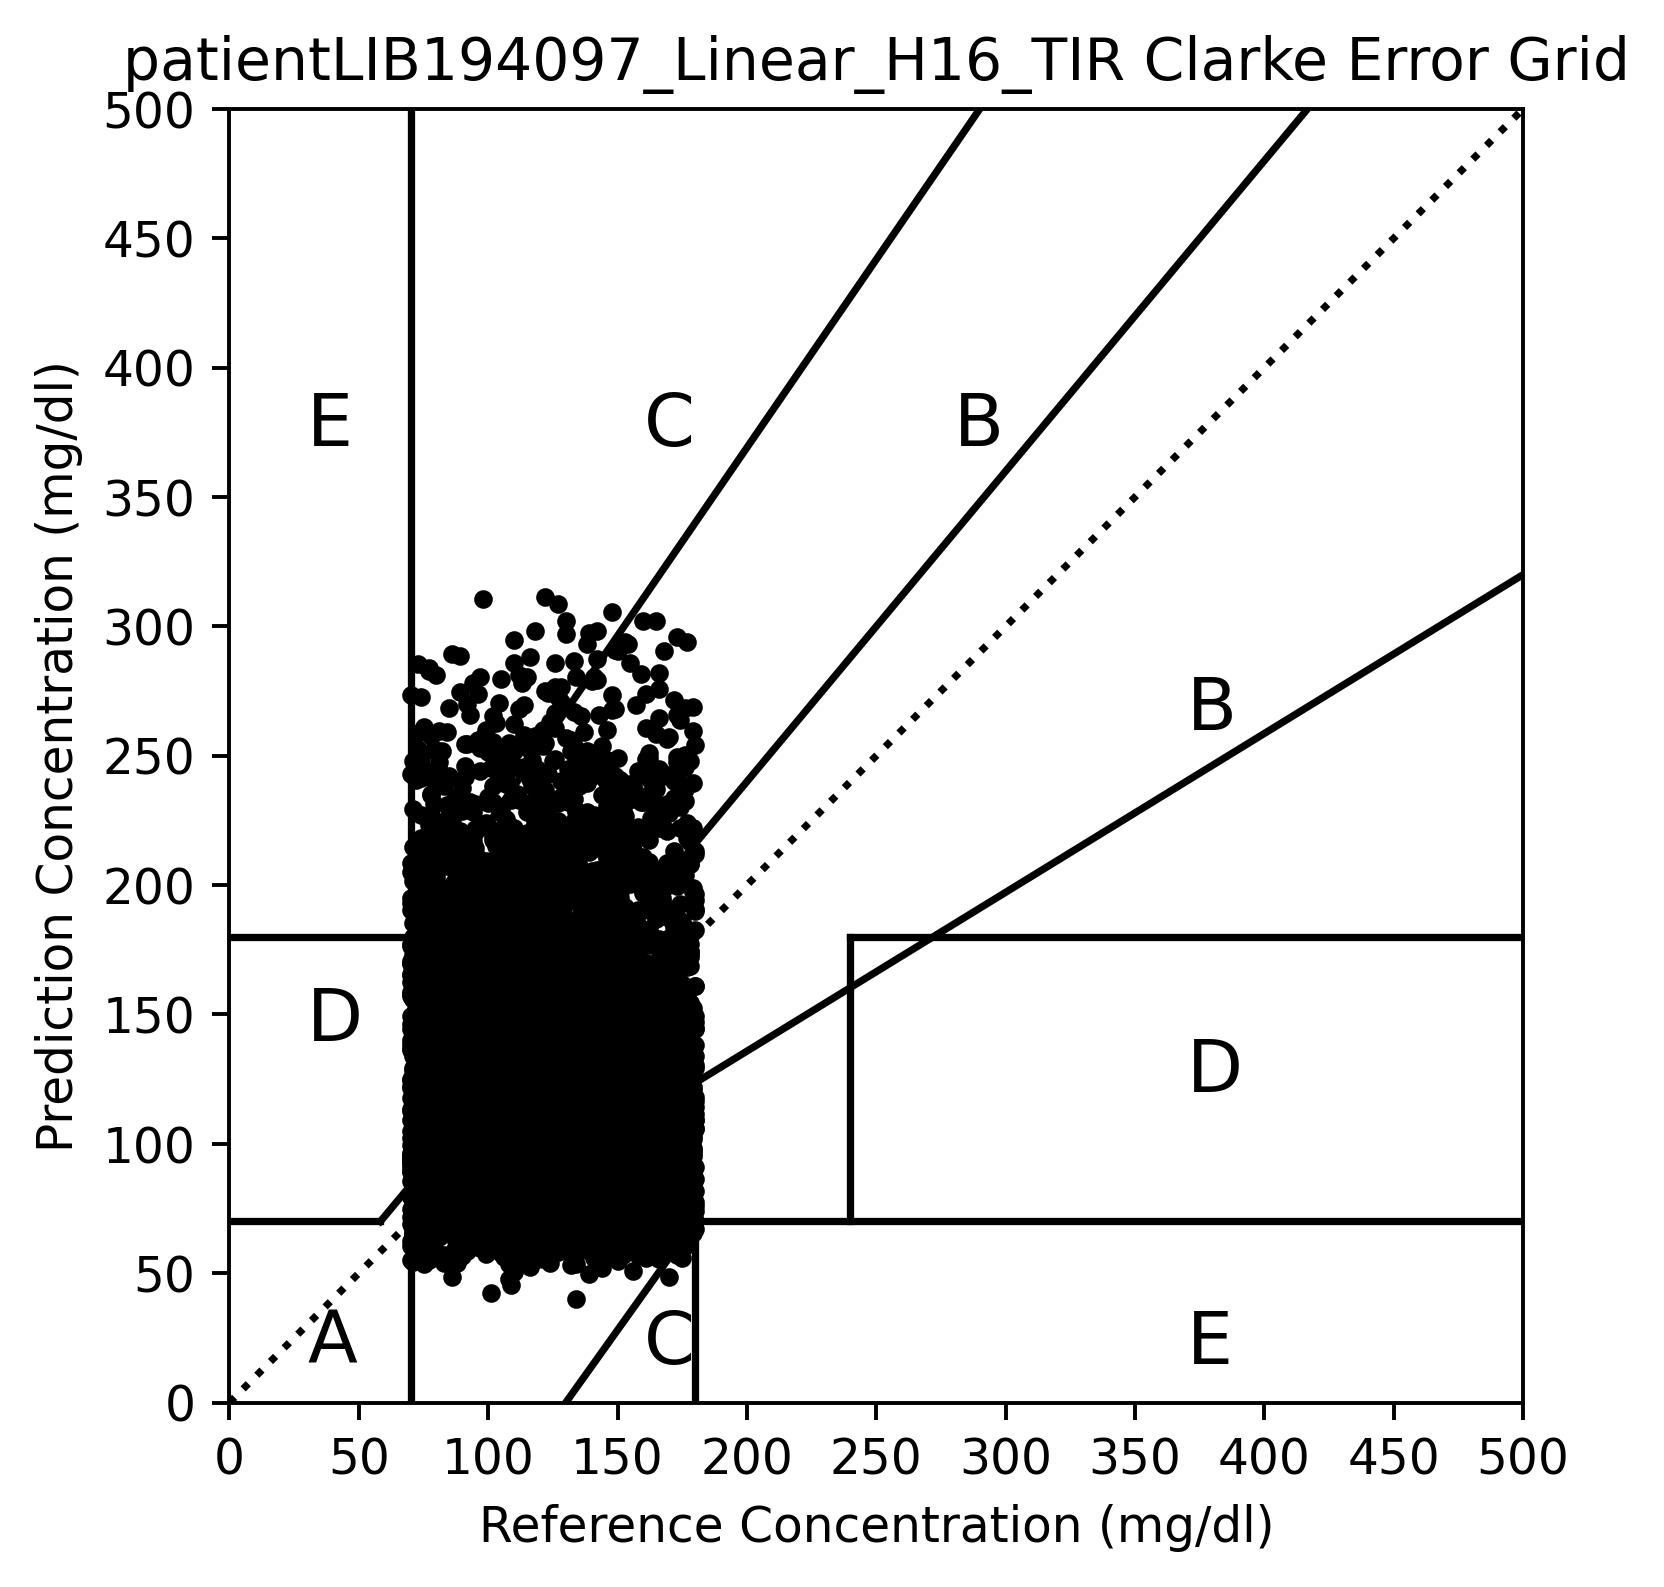 patientLIB194097_Linear_H16_TIR Clarke Error Grid
500
450
400
350
300
250
200
150
100
50
0
Prediction Concentration (mg/dl)
E
C
B
B
D
D
A
C
E
0 50 100 150 200 250 300 350 400 450 500
Reference Concentration (mg/dl)